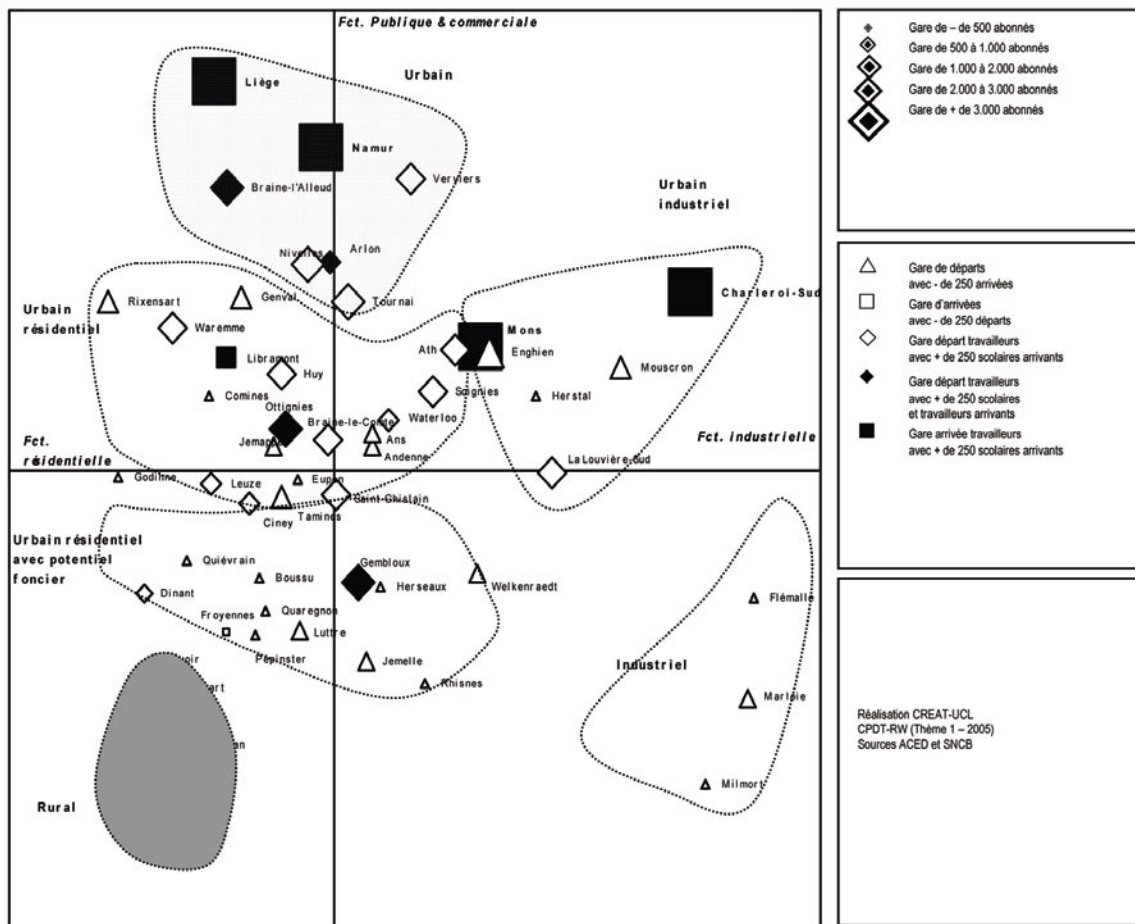 Fct. Publique & commerciale
Urbain
Liège
Namur
Braine-l'Alleud
Verviers
Urbain
industriel
Nivelles
Arlon
Urbain
résidentiel
Rixensart
Genval
Tournai
Charleroi-Sud
Waremme
Mons
Libramont
Ath
Enghien
Huy
Mouscron
Comines
Soignies
Herstal
Ottignies
Waterloo
Braine-le-Comte
Fct.
résidentielle
Jemappes
Ans
Andenne
Fct. industrielle
La Louvière-Sud
Godinne
Leuze
Eupen
Saint-Ghislain
Ciney
Tamines
Urbain résidentiel
avec potentiel
foncier
Quiévrain
Boussu
Gembloux
Herseaux
Welkenraedt
Dinant
Flémalle
Froyennes
Quaregnon
Luttre
Pépinster
Jemelle
Industriel
Rhisnes
Marloie
Milmort
Rural
Gare de – de 500 abonnés
Gare de 500 à 1.000 abonnés
Gare de 1.000 à 2.000 abonnés
Gare de 2.000 à 3.000 abonnés
Gare de + de 3.000 abonnés
Gare de départs
avec - de 250 arrivées
Gare d'arrivées
avec - de 250 départs
Gare départ travailleurs
avec + de 250 scolaires arrivants
Gare départ travailleurs
avec + de 250 scolaires
et travailleurs arrivants
Gare arrivée travailleurs
avec + de 250 scolaires arrivants
Réalisation CREAT-UCL
CPDT-RW (Thème 1 – 2005)
Sources ACED et SNCB